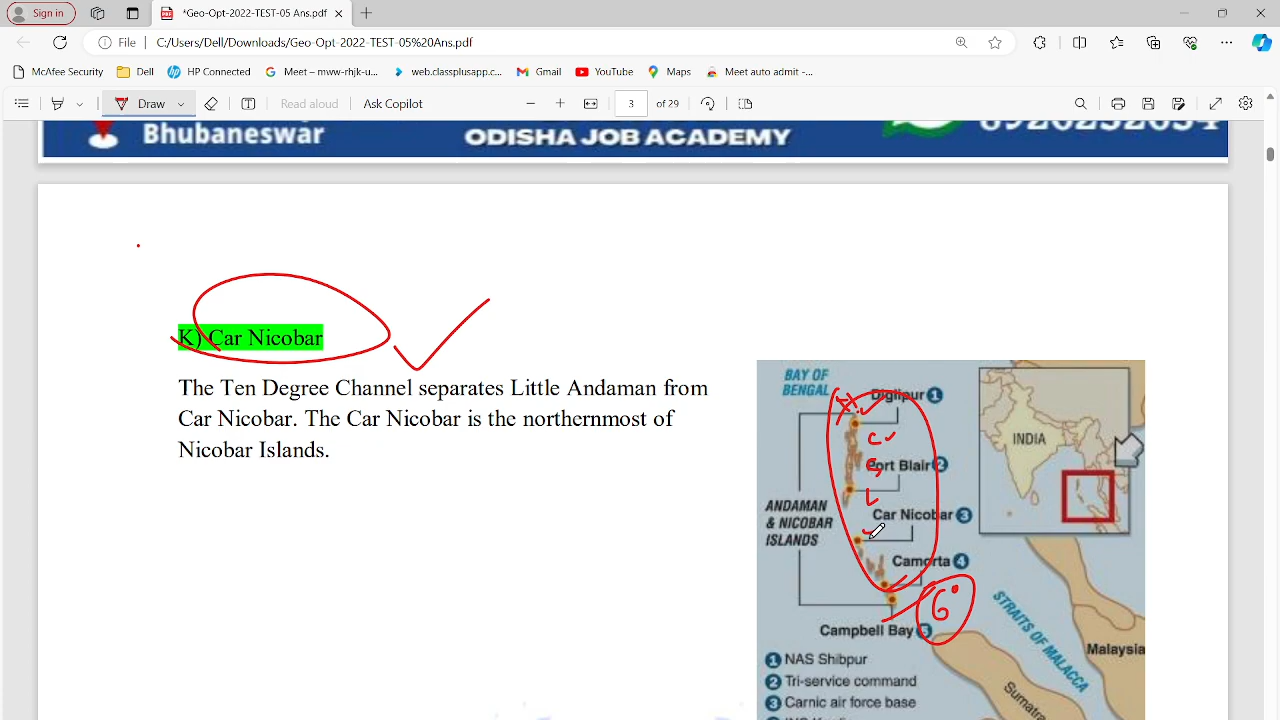 Sign in
*Geo-Opt-2022-TEST-05 Ans.pdf
File
C:/Users/Dell/Downloads/Geo-Opt-2022-TEST-05%20Ans.pdf
McAfee Security
Dell
HP Connected
Meet – mww-rhjk-u...
web.classplusapp.c...
Gmail
YouTube
Maps
Meet auto admit -...
Draw
Read aloud
Ask Copilot
3 of 29
Bhubaneswar
ODISHA JOB ACADEMY
K) Car Nicobar
The Ten Degree Channel separates Little Andaman from
Car Nicobar. The Car Nicobar is the northernmost of
Nicobar Islands.
BAY OF
BENGAL
Diglipur 1
C
S
L
Port Blair 2
INDIA
ANDAMAN
& NICOBAR
ISLANDS
Car Nicobar 3
Camorta 4
6°
Campbell Bay 5
STRAITS OF MALACCA
Malaysia
Sumatra
1 NAS Shibpur
2 Tri-service command
3 Carnic air force base